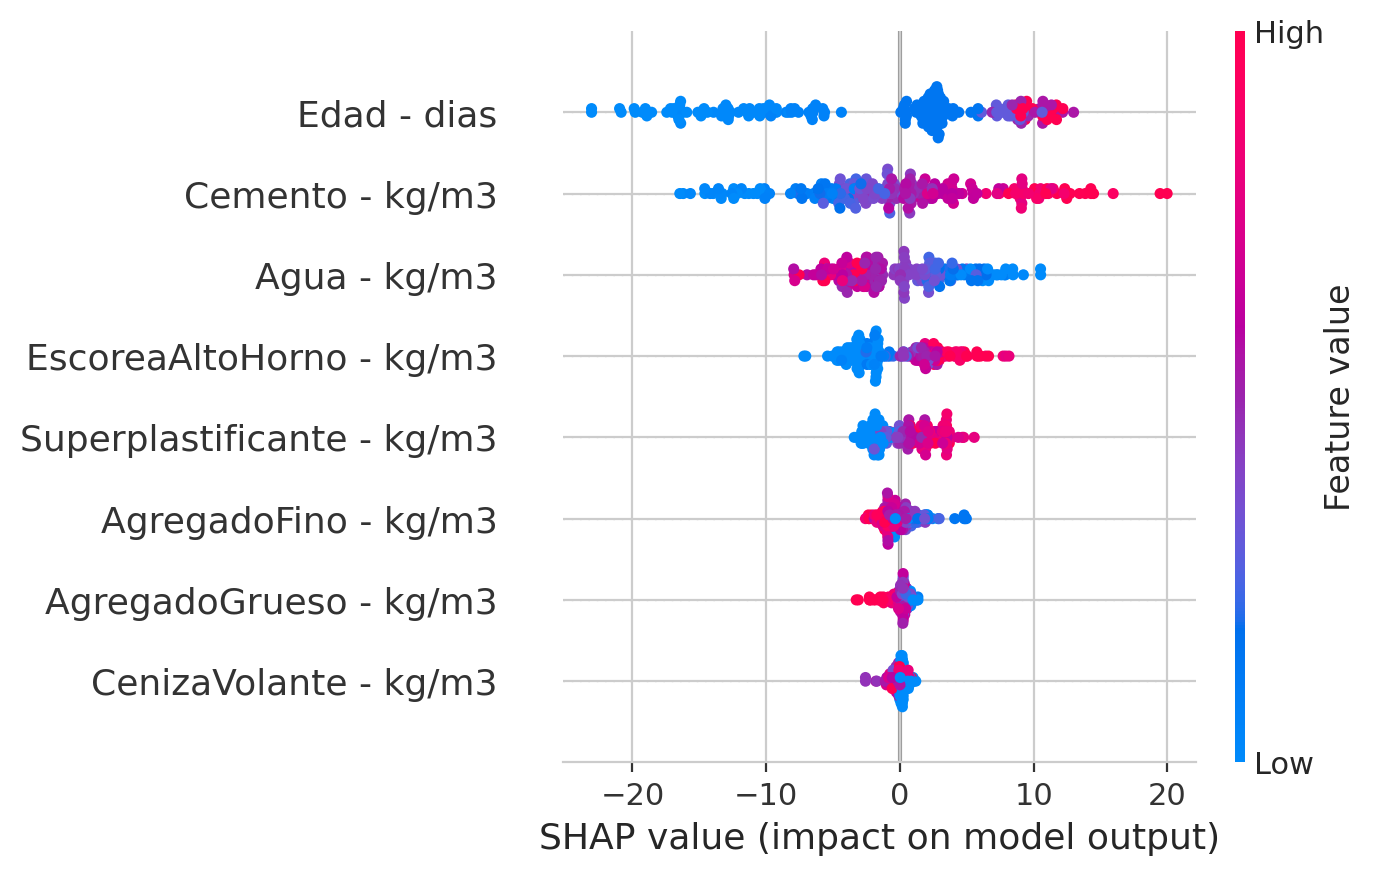 High
Edad - dias
Cemento - kg/m3
Agua - kg/m3
EscoreaAltoHorno - kg/m3
Superplastificante - kg/m3
AgregadoFino - kg/m3
AgregadoGrueso - kg/m3
CenizaVolante - kg/m3
Feature value
Low
−20 −10 0 10 20
SHAP value (impact on model output)